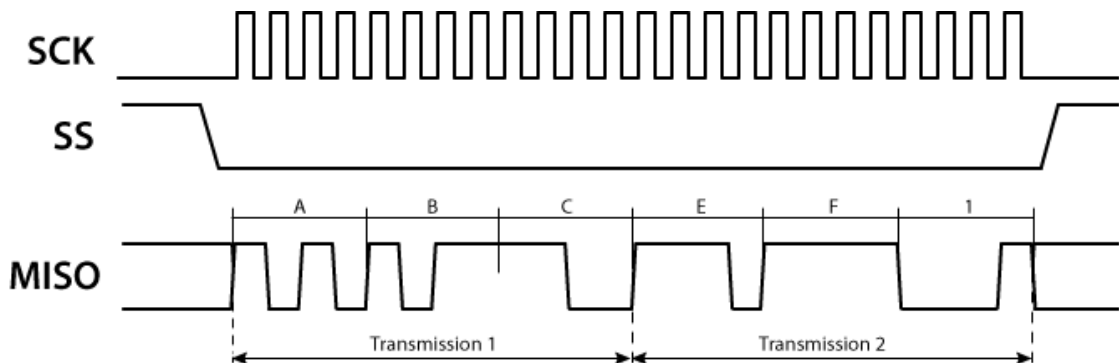 SCK
SS
A B C E F 1
MISO
Transmission 1 Transmission 2